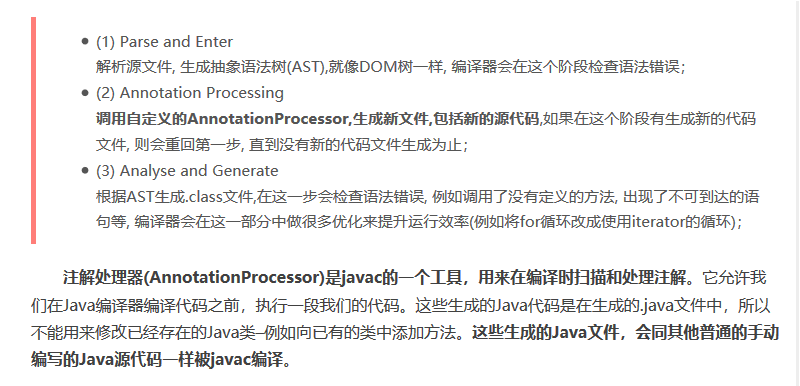 (1) Parse and Enter
解析源文件, 生成抽象语法树(AST),就像DOM树一样, 编译器会在这个阶段检查语法错误；
(2) Annotation Processing
调用自定义的AnnotationProcessor,生成新文件,包括新的源代码,如果在这个阶段有生成新的代码
文件, 则会重回第一步, 直到没有新的代码文件生成为止；
(3) Analyse and Generate
根据AST生成.class文件,在这一步会检查语法错误, 例如调用了没有定义的方法, 出现了不可到达的语
句等, 编译器会在这一部分中做很多优化来提升运行效率(例如将for循环改成使用iterator的循环)；
注解处理器(AnnotationProcessor)是javac的一个工具，用来在编译时扫描和处理注解。它允许我
们在Java编译器编译代码之前，执行一段我们的代码。这些生成的Java代码是在生成的.java文件中，所以
不能用来修改已经存在的Java类–例如向已有的类中添加方法。这些生成的Java文件，会同其他普通的手动
编写的Java源代码一样被javac编译。